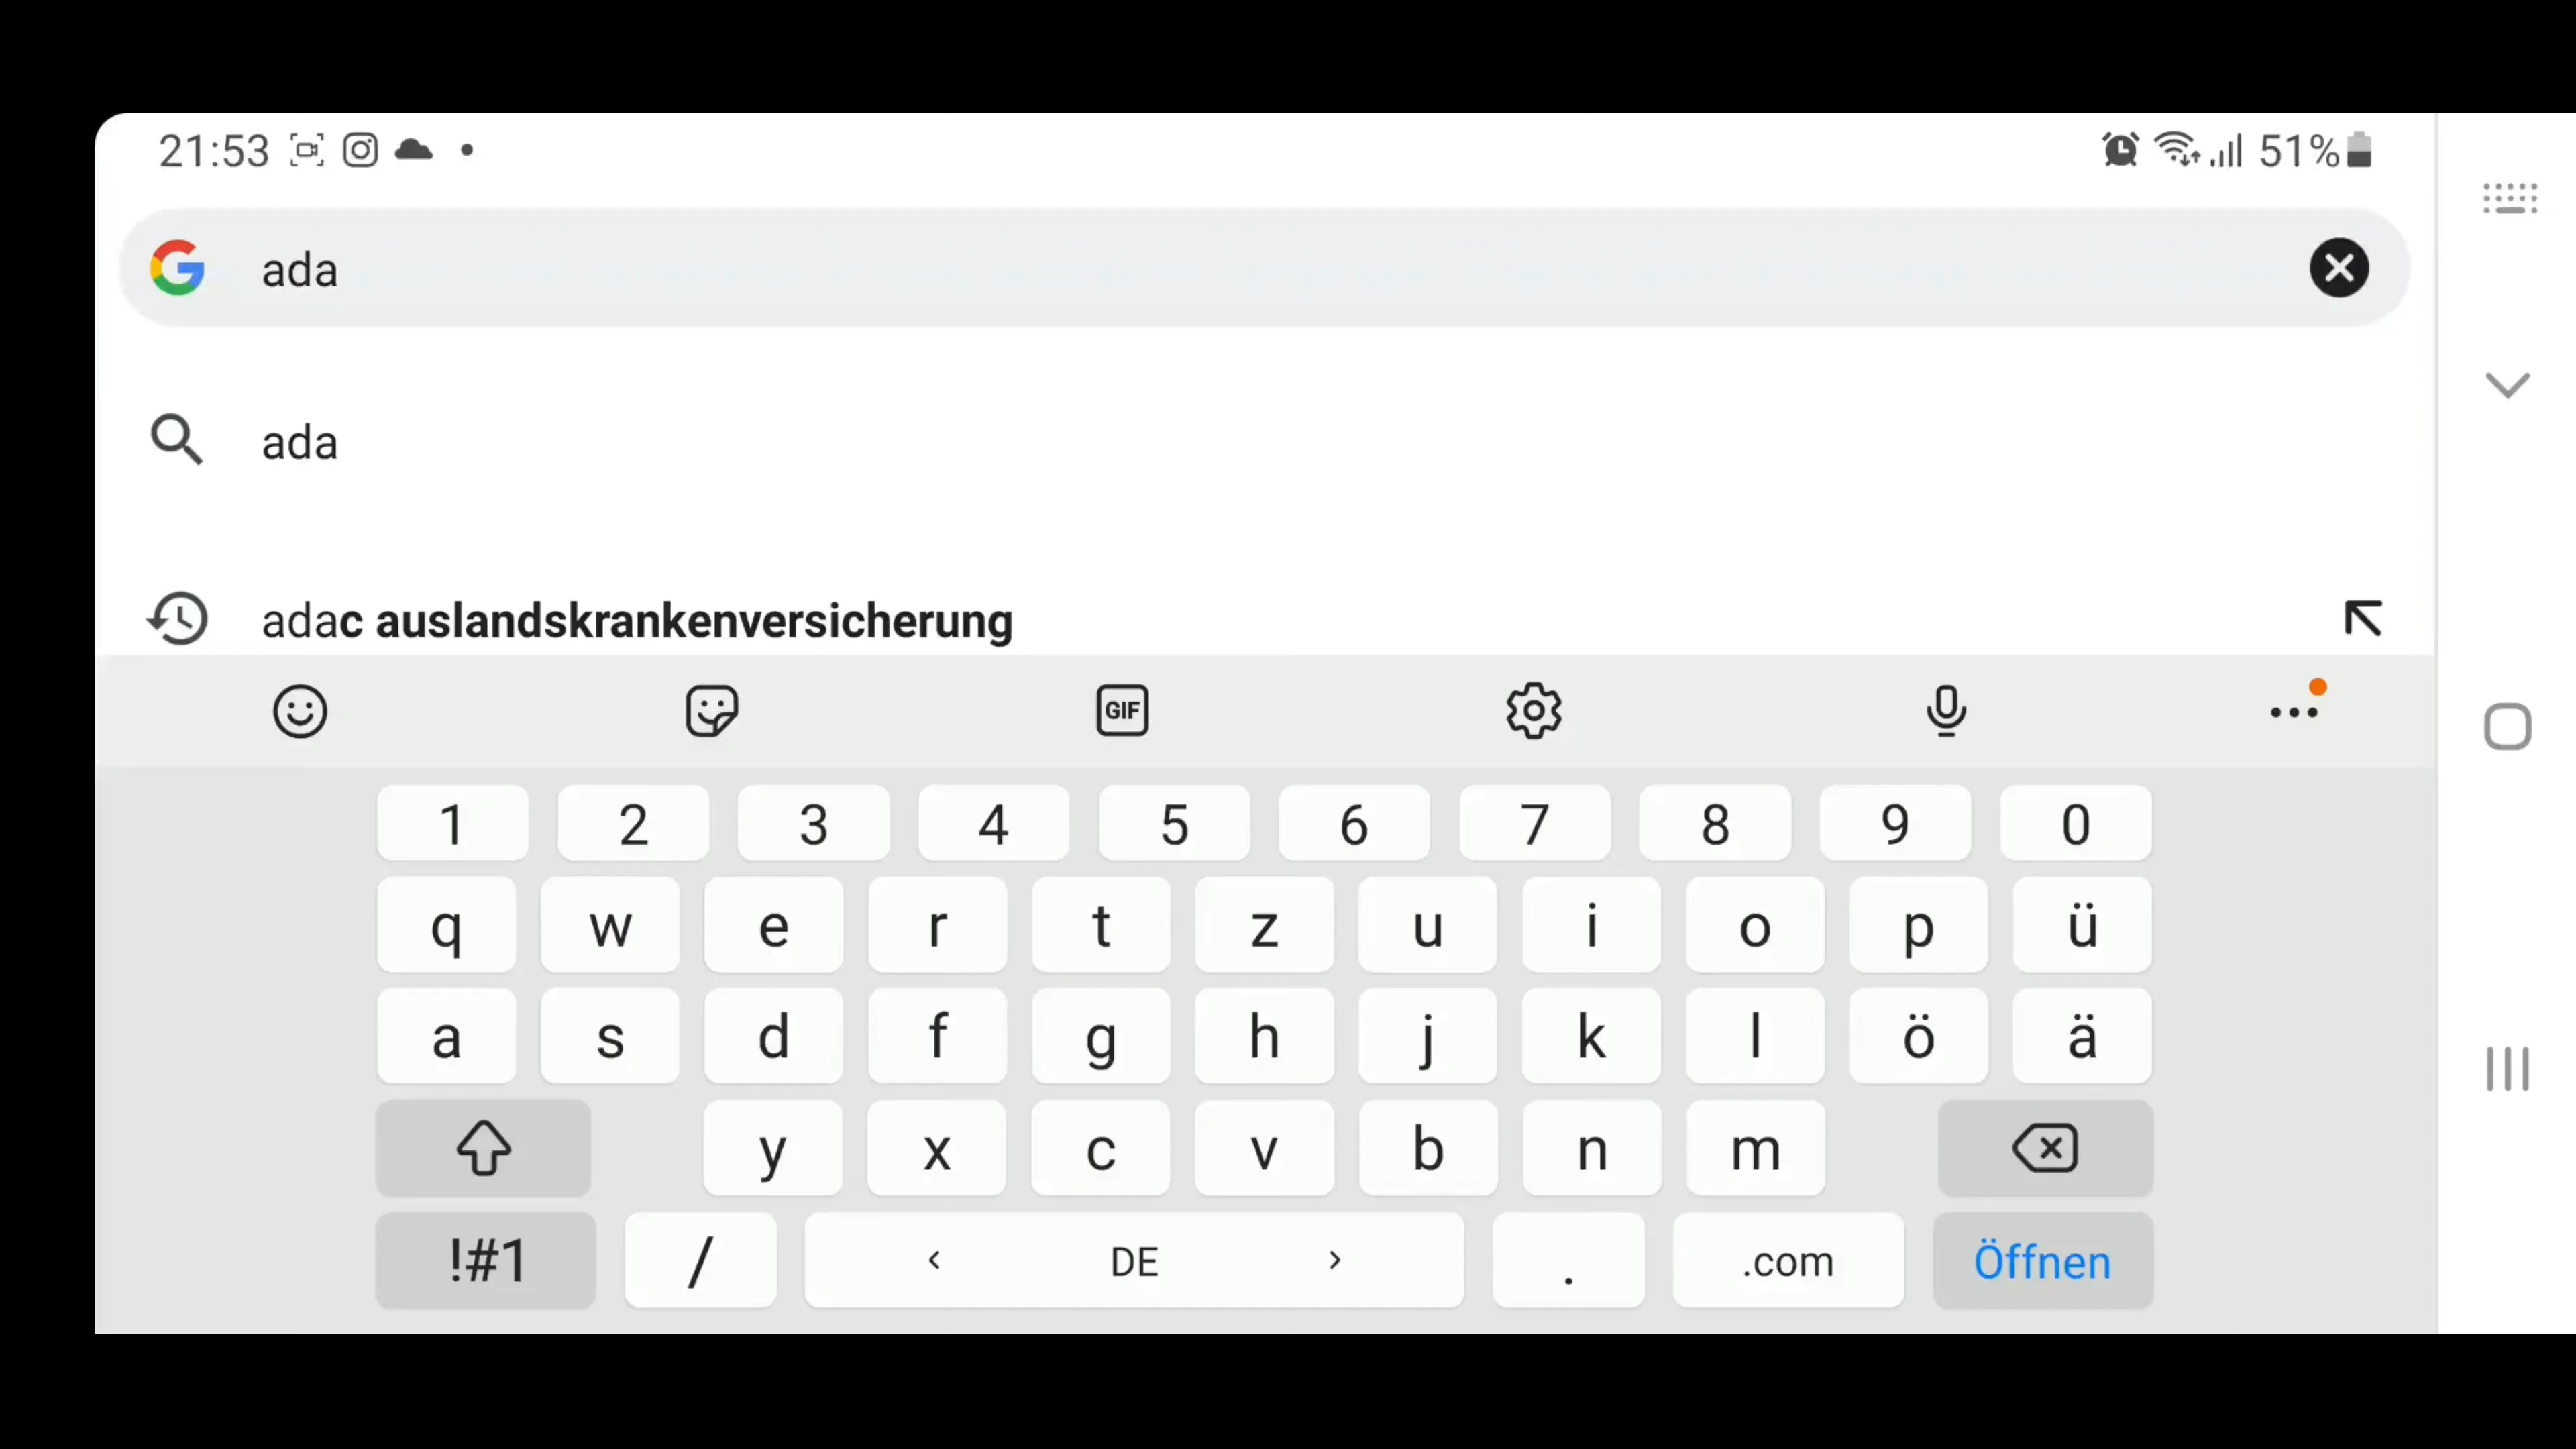 21:53
51%
ada
ada
adac auslandskrankenversicherung
GIF
1 2 3 4 5 6 7 8 9 0
q w e r t z u i o p ü
a s d f g h j k l ö ä
y x c v b n m
!#1 / < DE > . .com Öffnen